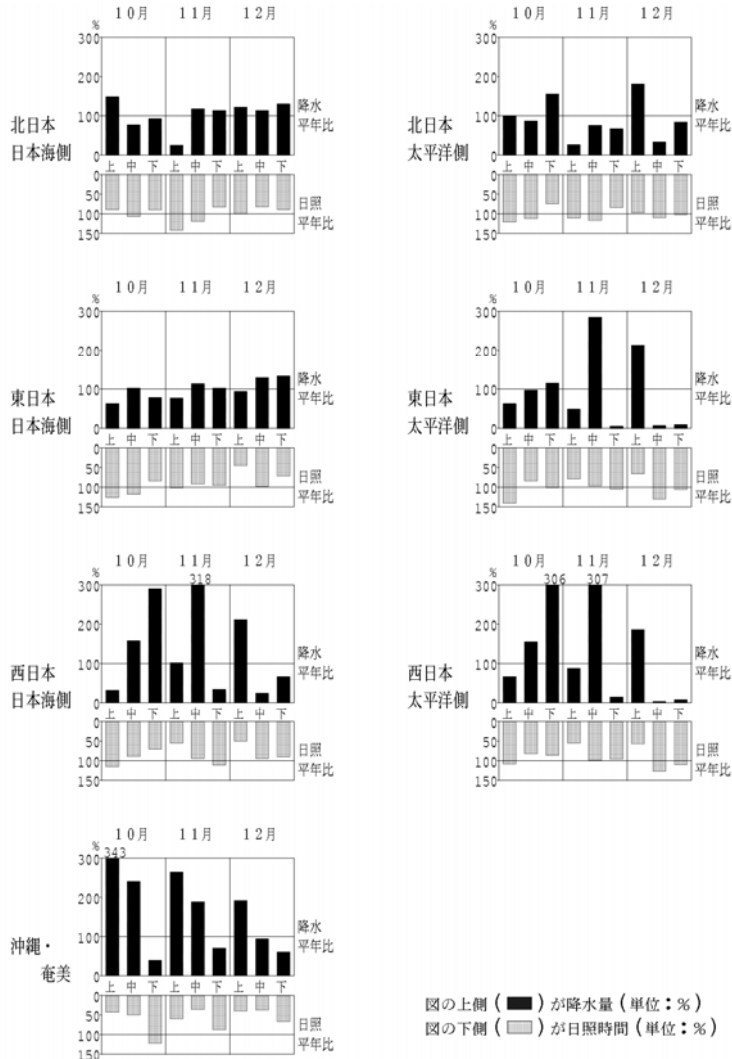 10月 11月 12月
%
300
200
100
0
北日本
日本海側
降水
平年比
上 中 下 上 中 下 上 中 下
0
50
100
150
日照
平年比
10月 11月 12月
%
300
200
100
0
北日本
太平洋側
降水
平年比
上 中 下 上 中 下 上 中 下
0
50
100
150
日照
平年比
10月 11月 12月
%
300
200
100
0
東日本
日本海側
降水
平年比
上 中 下 上 中 下 上 中 下
0
50
100
150
日照
平年比
10月 11月 12月
%
300
200
100
0
東日本
太平洋側
降水
平年比
上 中 下 上 中 下 上 中 下
0
50
100
150
日照
平年比
10月 11月 12月
%
318
300
200
100
0
西日本
日本海側
降水
平年比
上 中 下 上 中 下 上 中 下
0
50
100
150
日照
平年比
10月 11月 12月
%
306 307
300
200
100
0
西日本
太平洋側
降水
平年比
上 中 下 上 中 下 上 中 下
0
50
100
150
日照
平年比
10月 11月 12月
%
343
300
200
100
0
沖縄・
奄美
降水
平年比
上 中 下 上 中 下 上 中 下
0
50
100
150
日照
平年比
図の上側（■）が降水量（単位：%）
図の下側（　）が日照時間（単位：%）